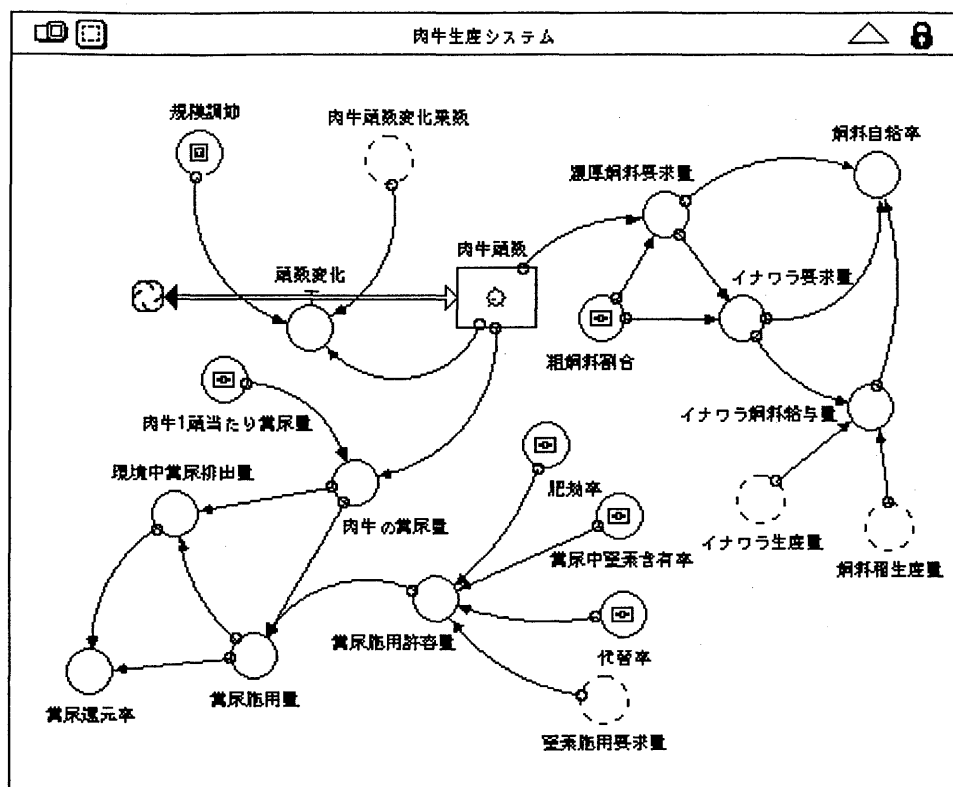 肉牛生産システム
規模調節
肉牛頭数変化乗数
飼料自給率
濃厚飼料要求量
肉牛頭数
頭数変化
イナワラ要求量
粗飼料割合
肉牛1頭当たり糞尿量
イナワラ飼料給与量
環境中糞尿排出量
肥効率
肉牛の糞尿量
糞尿中窒素含有率
イナワラ生産量
飼料稲生産量
糞尿施用許容量
代替率
糞尿還元率
糞尿施用量
窒素施用要求量